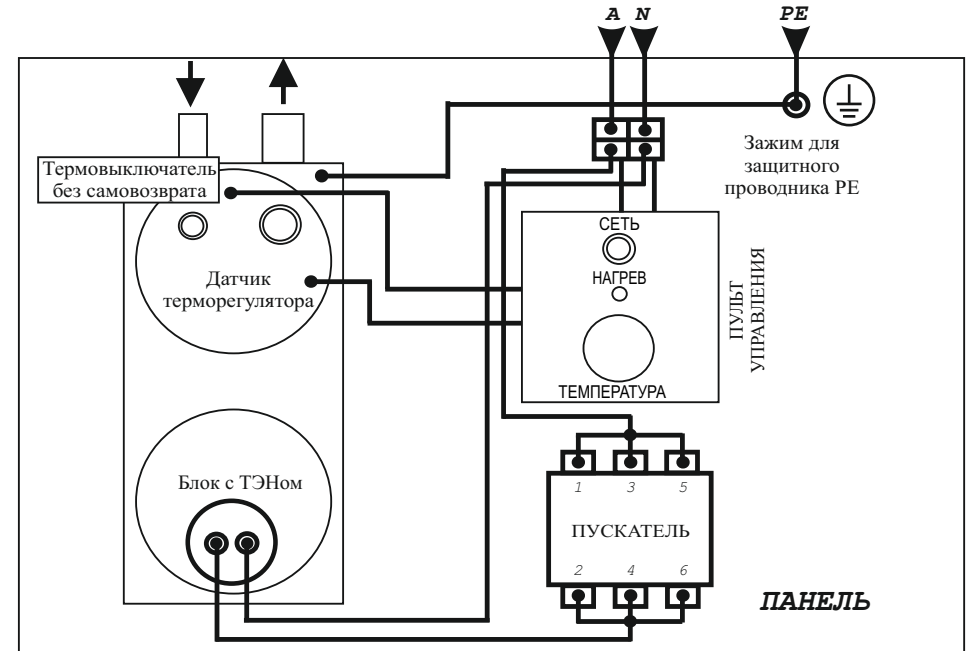 A N PE
Зажим для
защитного
проводника РЕ
Термовыключатель
без самовозврата
Датчик
терморегулятора
СЕТЬ
НАГРЕВ
ТЕМПЕРАТУРА
ПУЛЬТ
УПРАВЛЕНИЯ
Блок с ТЭНом
1 3 5
ПУСКАТЕЛЬ
2 4 6
ПАНЕЛЬ